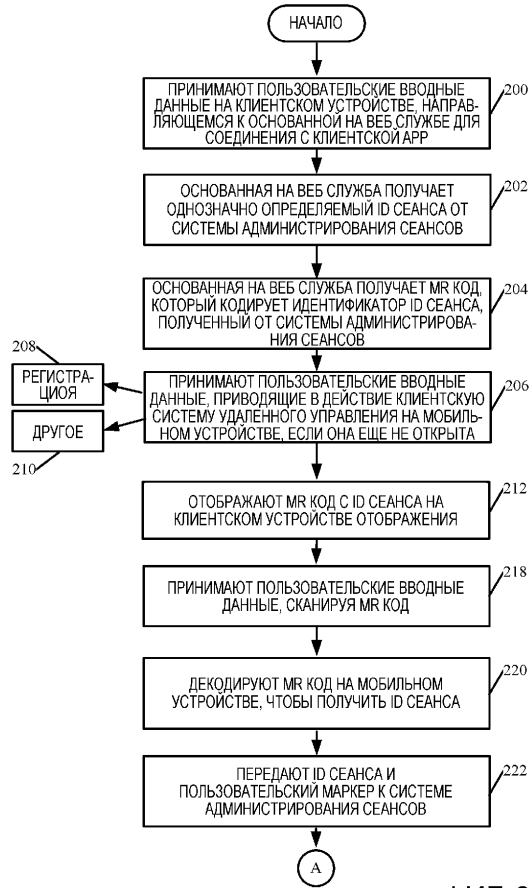 НАЧАЛО
200
ПРИНИМАЮТ ПОЛЬЗОВАТЕЛЬСКИЕ ВВОДНЫЕ
ДАННЫЕ НА КЛИЕНТСКОМ УСТРОЙСТВЕ, НАПРАВ-
ЛЯЮЩЕМСЯ К ОСНОВАННОЙ НА ВЕБ СЛУЖБЕ ДЛЯ
СОЕДИНЕНИЯ С КЛИЕНТСКОЙ APP
202
ОСНОВАННАЯ НА ВЕБ СЛУЖБА ПОЛУЧАЕТ
ОДНОЗНАЧНО ОПРЕДЕЛЯЕМЫЙ ID СЕАНСА ОТ
СИСТЕМЫ АДМИНИСТРИРОВАНИЯ СЕАНСОВ
204
ОСНОВАННАЯ НА ВЕБ СЛУЖБА ПОЛУЧАЕТ MR КОД,
КОТОРЫЙ КОДИРУЕТ ИДЕНТИФИКАТОР ID СЕАНСА,
ПОЛУЧЕННЫЙ ОТ СИСТЕМЫ АДМИНИСТРИРОВА-
НИЯ СЕАНСОВ
208
РЕГИСТРА-
ЦИОЯ
ДРУГОЕ
210
206
ПРИНИМАЮТ ПОЛЬЗОВАТЕЛЬСКИЕ ВВОДНЫЕ
ДАННЫЕ, ПРИВОДЯЩИЕ В ДЕЙСТВИЕ КЛИЕНТСКУЮ
СИСТЕМУ УДАЛЕННОГО УПРАВЛЕНИЯ НА МОБИЛЬ-
НОМ УСТРОЙСТВЕ, ЕСЛИ ОНА ЕЩЕ НЕ ОТКРЫТА
212
ОТОБРАЖАЮТ MR КОД С ID СЕАНСА НА
КЛИЕНТСКОМ УСТРОЙСТВЕ ОТОБРАЖЕНИЯ
218
ПРИНИМАЮТ ПОЛЬЗОВАТЕЛЬСКИЕ ВВОДНЫЕ
ДАННЫЕ, СКАНИРУЯ MR КОД
220
ДЕКОДИРУЮТ MR КОД НА МОБИЛЬНОМ
УСТРОЙСТВЕ, ЧТОБЫ ПОЛУЧИТЬ ID СЕАНСА
222
ПЕРЕДАЮТ ID СЕАНСА И
ПОЛЬЗОВАТЕЛЬСКИЙ МАРКЕР К СИСТЕМЕ
АДМИНИСТРИРОВАНИЯ СЕАНСОВ
A